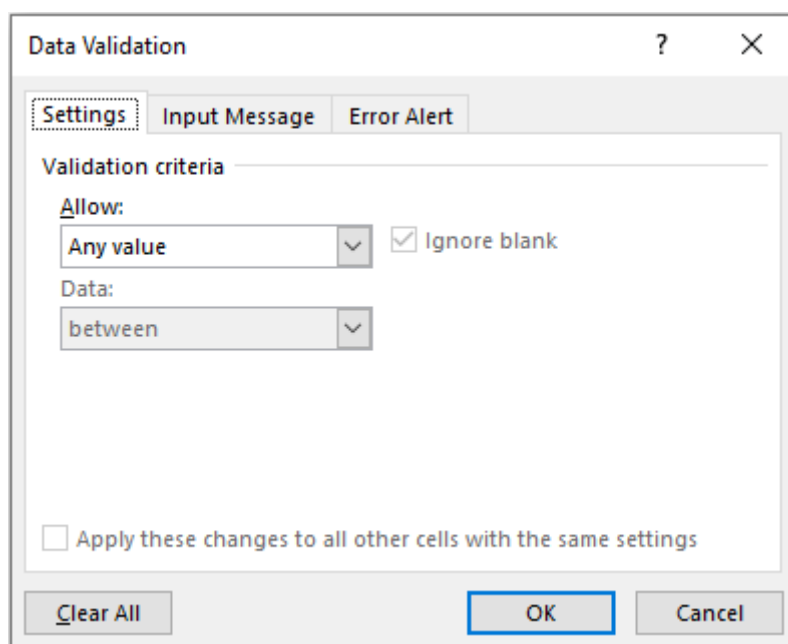 Data Validation ?
Settings Input Message Error Alert
Validation criteria
Allow:
Any value Ignore blank
Data:
between
Apply these changes to all other cells with the same settings
Clear All OK Cancel